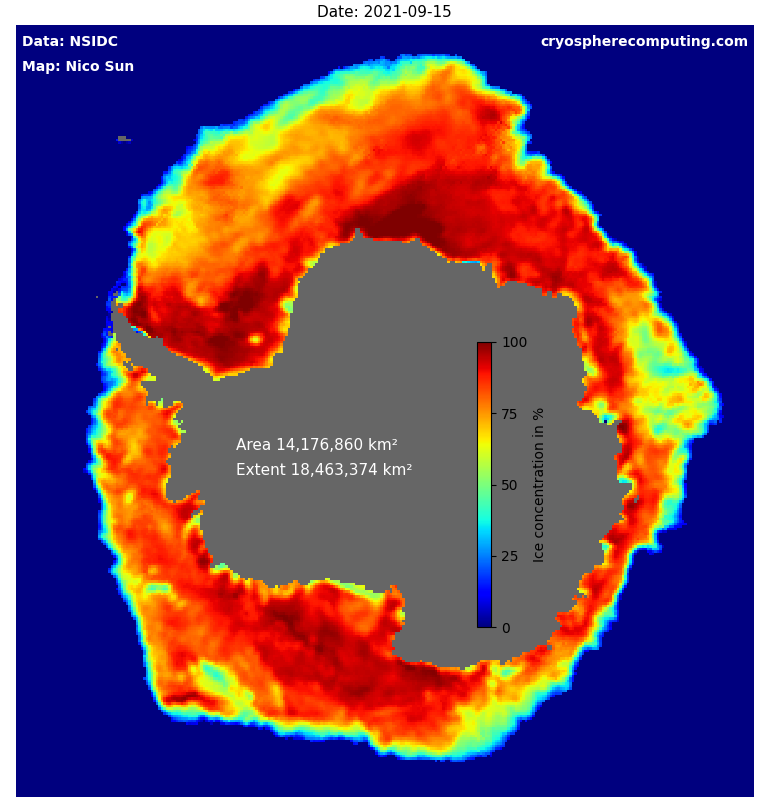 Date: 2021-09-15
Data: NSIDC
cryospherecomputing.com
Map: Nico Sun
100
75
50
25
0
Ice concentration in %
Area 14,176,860 km²
Extent 18,463,374 km²